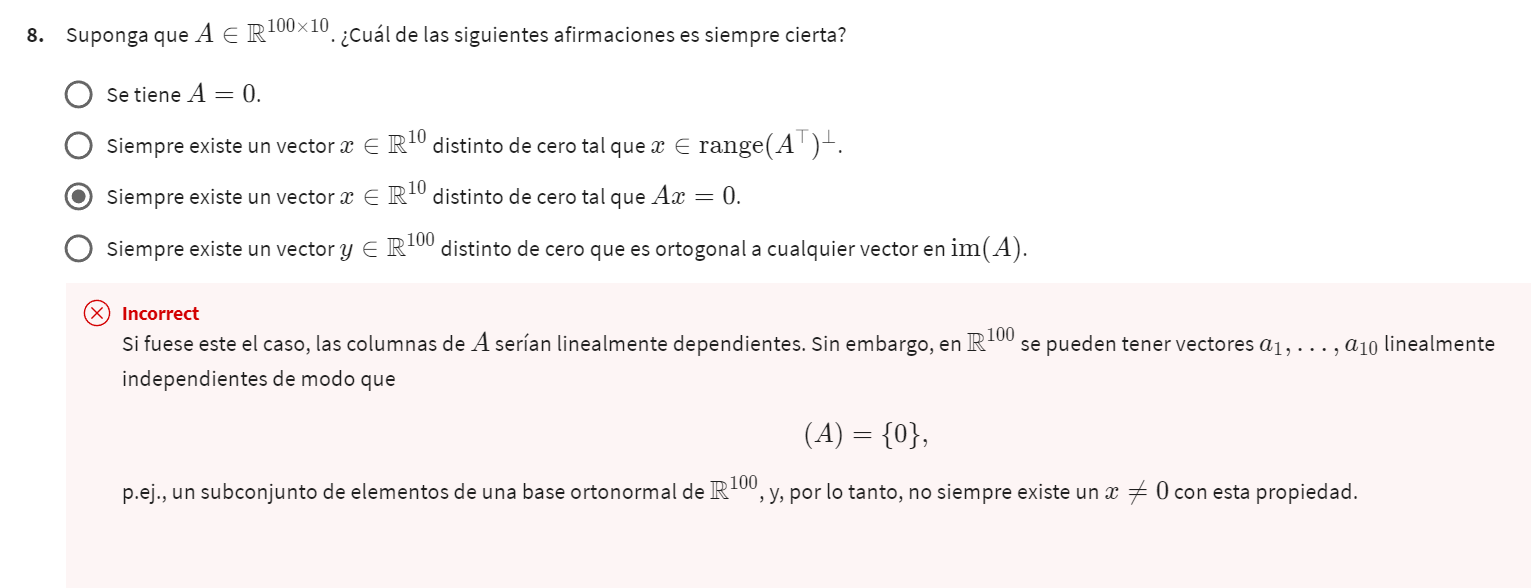 8. Suponga que $A \in \mathbb{R}^{100\times 10}$. ¿Cuál de las siguientes afirmaciones es siempre cierta?
Se tiene $A = 0$.
Siempre existe un vector $x \in \mathbb{R}^{10}$ distinto de cero tal que $x \in \mathrm{range}(A^\top)^\perp$.
Siempre existe un vector $x \in \mathbb{R}^{10}$ distinto de cero tal que $Ax = 0$.
Siempre existe un vector $y \in \mathbb{R}^{100}$ distinto de cero que es ortogonal a cualquier vector en $\mathrm{im}(A)$.
Incorrect
Si fuese este el caso, las columnas de $A$ serían linealmente dependientes. Sin embargo, en $\mathbb{R}^{100}$ se pueden tener vectores $a_1, \ldots, a_{10}$ linealmente
independientes de modo que
$(A) = \{0\},$
p.ej., un subconjunto de elementos de una base ortonormal de $\mathbb{R}^{100}$, y, por lo tanto, no siempre existe un $x \neq 0$ con esta propiedad.